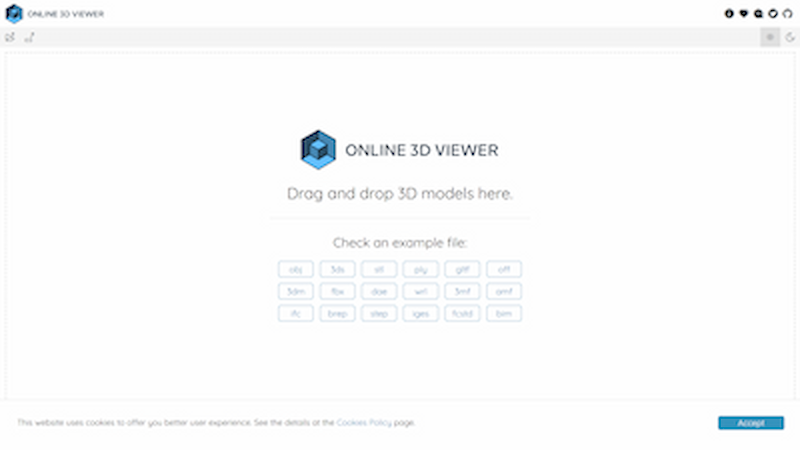 ONLINE 3D VIEWER
ONLINE 3D VIEWER
Drag and drop 3D models here.
Check an example file:
obj 3ds stl ply gltf off
3dm fbx dae wrl 3mf amf
ifc brep step iges fcstd bim
This website uses cookies to offer you better user experience. See the details at the Cookies Policy page.
Accept